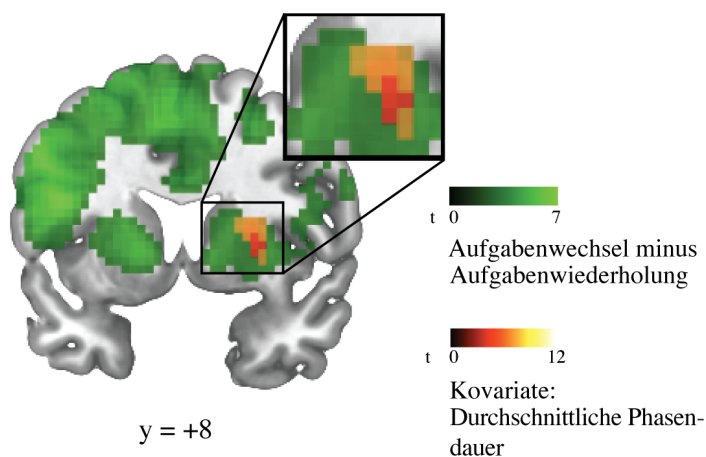 t 0 7
Aufgabenwechsel minus
Aufgabenwiederholung
t 0 12
Kovariate:
Durchschnittliche Phasen-
dauer
y = +8